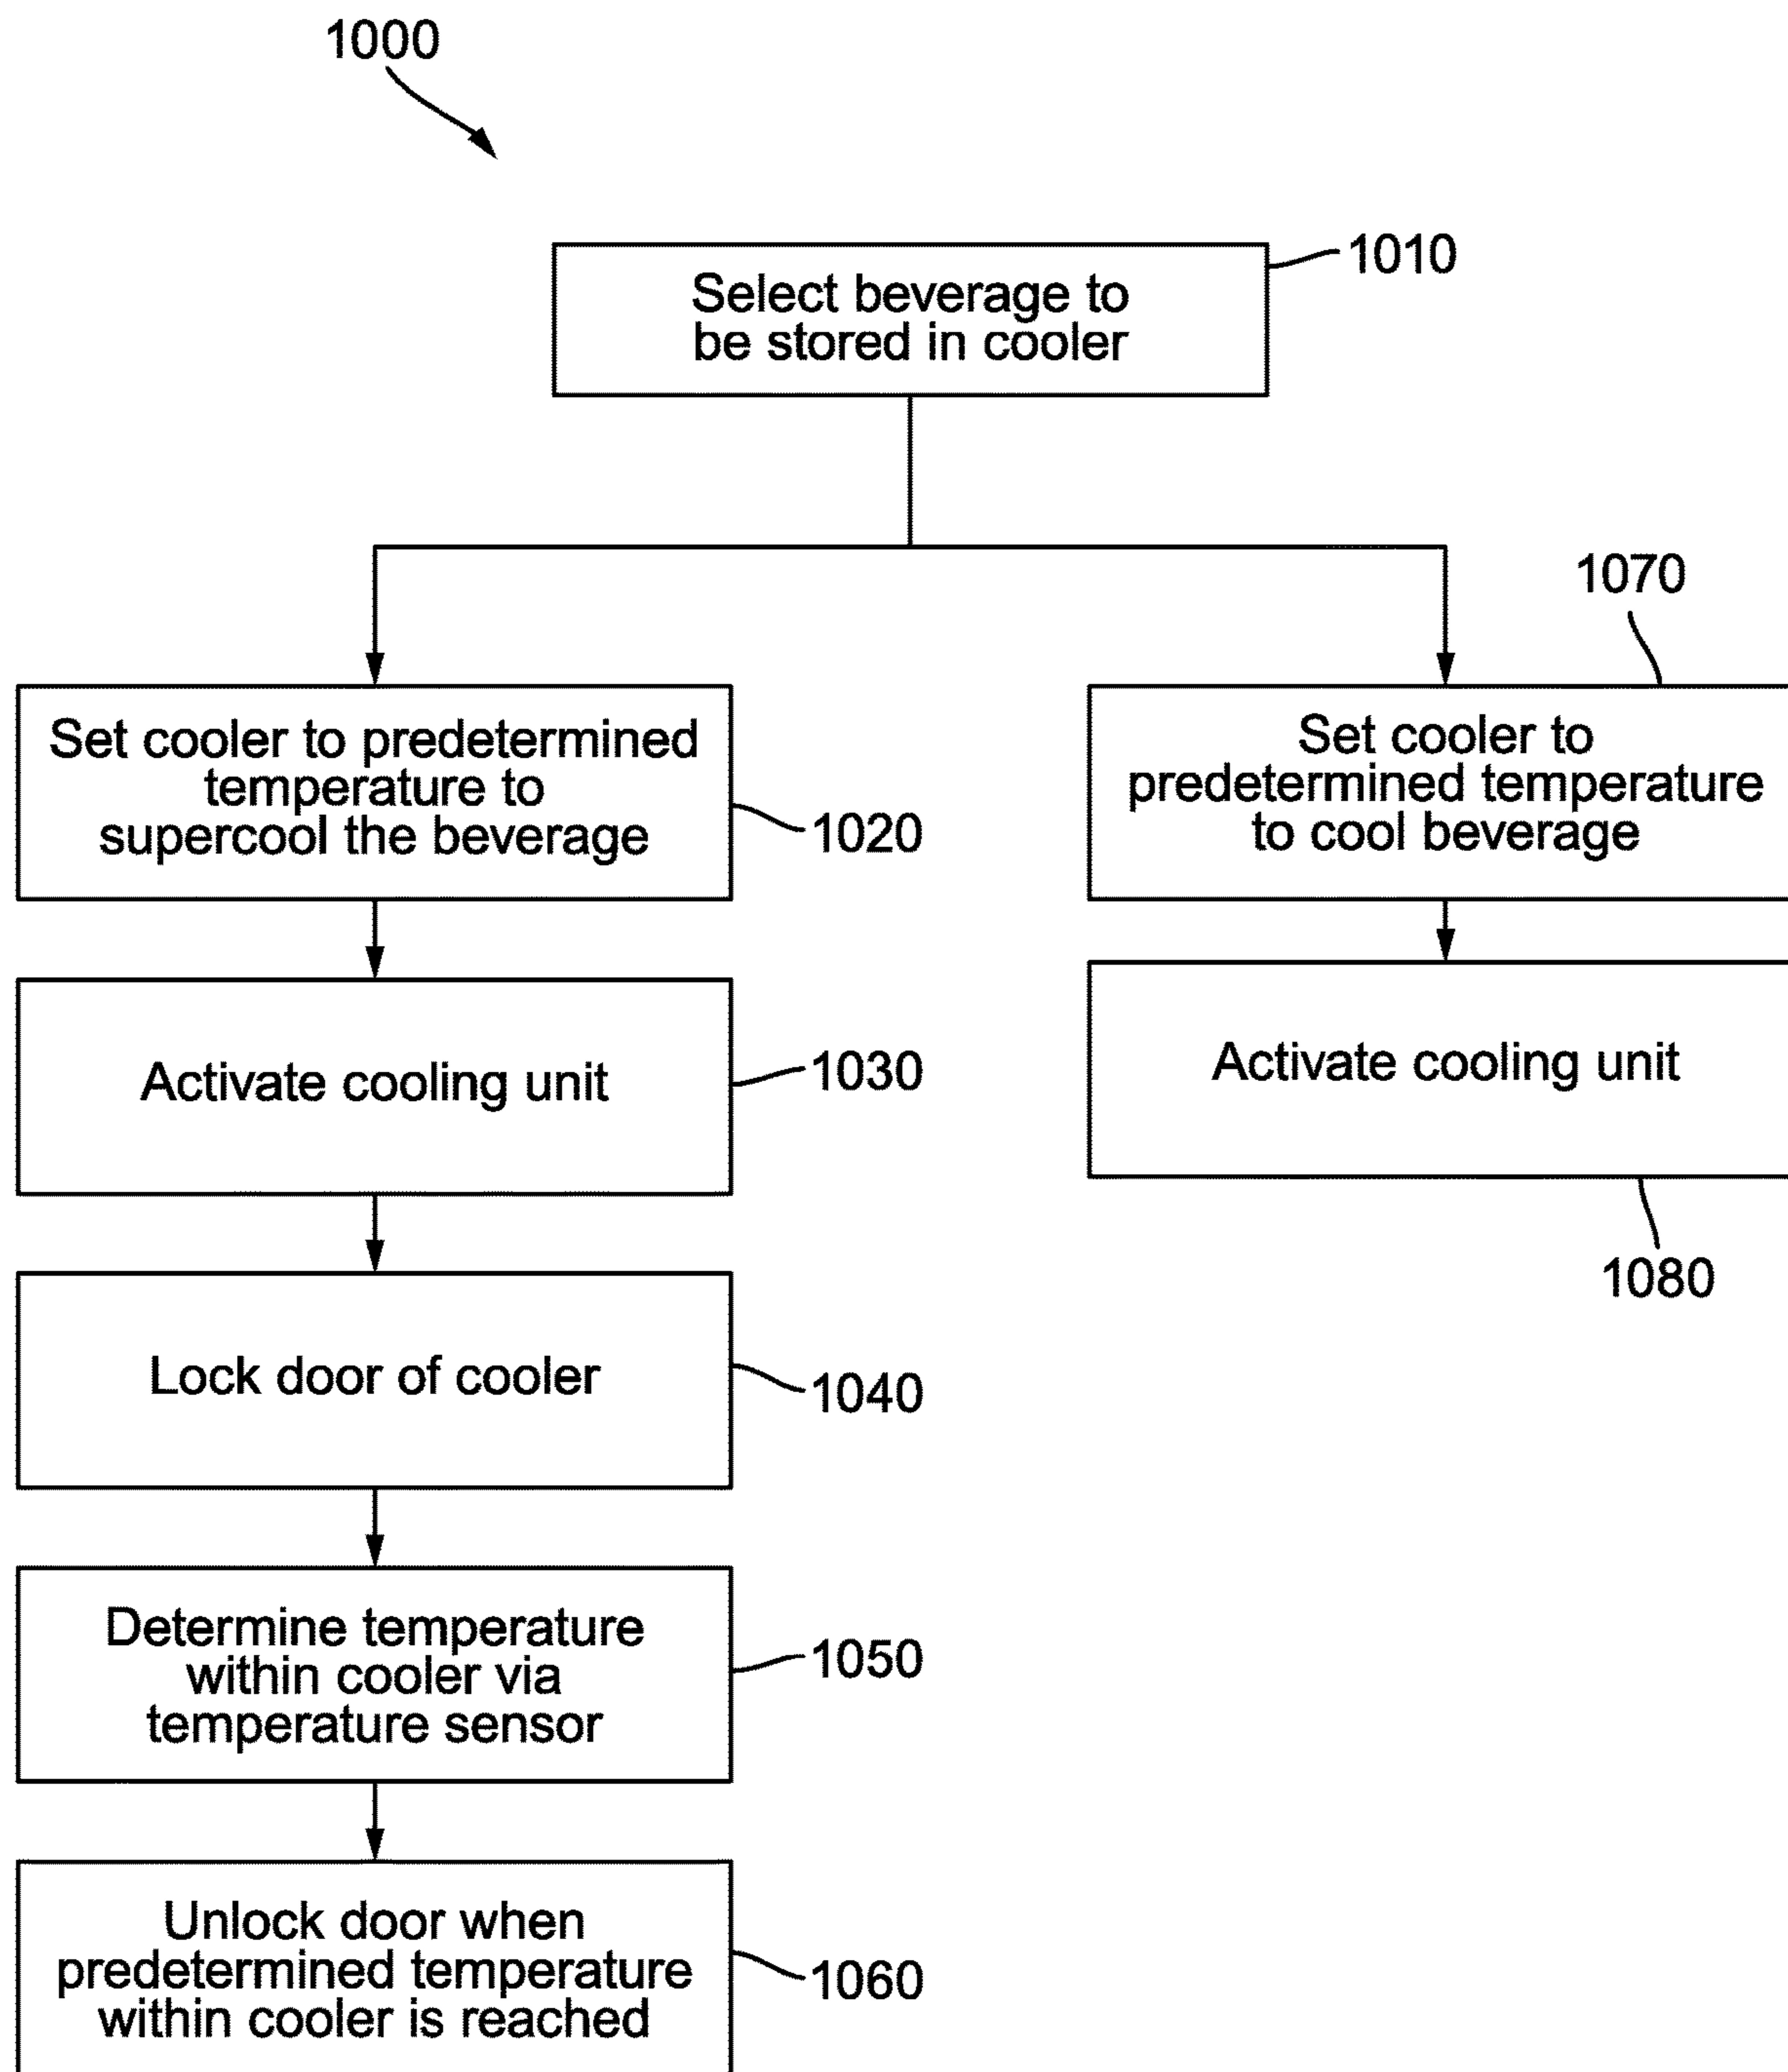 1000
Select beverage to
be stored in cooler
1010
Set cooler to predetermined
temperature to
supercool the beverage
1020
1070
Set cooler to
predetermined temperature
to cool beverage
Activate cooling unit
1030
Activate cooling unit
1080
Lock door of cooler
1040
Determine temperature
within cooler via
temperature sensor
1050
Unlock door when
predetermined temperature
within cooler is reached
1060